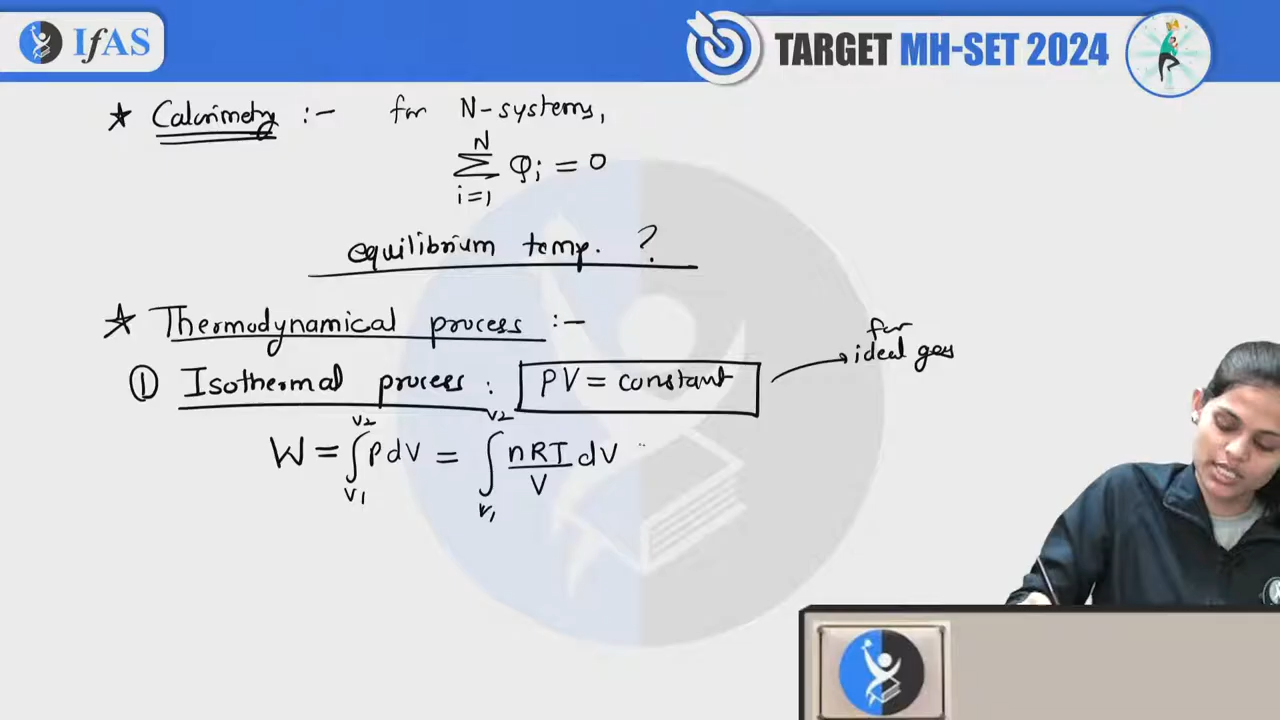 IfAS
TARGET MH-SET 2024
★ Calorimetry :- for N-systems,
N
∑ Qi = 0
i=1
equilibrium temp. ?
★ Thermodynamical process :-
for
① Isothermal process : PV = constant → ideal gas
W = ∫V1^V2 PdV = ∫V1^V2 nRT/V dV